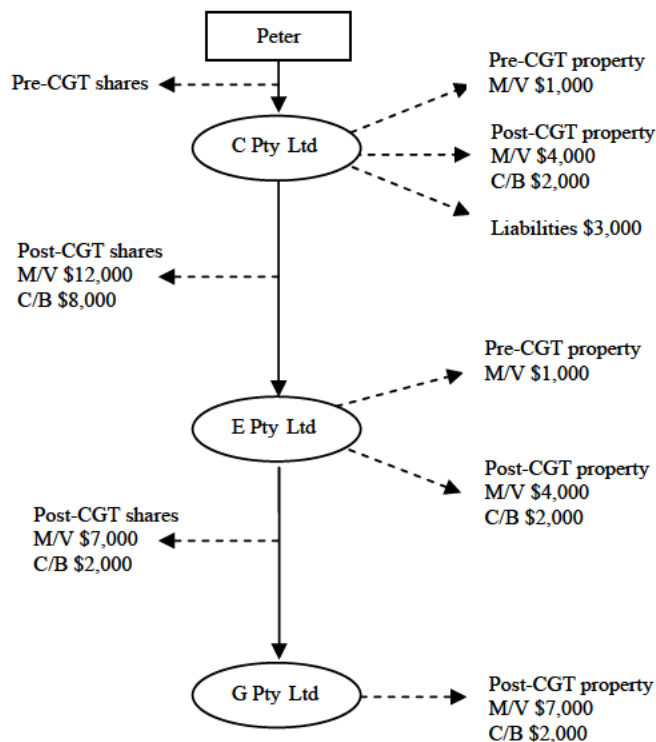 Peter
Pre-CGT shares
Pre-CGT property
M/V $1,000
C Pty Ltd
Post-CGT property
M/V $4,000
C/B $2,000
Liabilities $3,000
Post-CGT shares
M/V $12,000
C/B $8,000
Pre-CGT property
M/V $1,000
E Pty Ltd
Post-CGT property
M/V $4,000
C/B $2,000
Post-CGT shares
M/V $7,000
C/B $2,000
G Pty Ltd
Post-CGT property
M/V $7,000
C/B $2,000